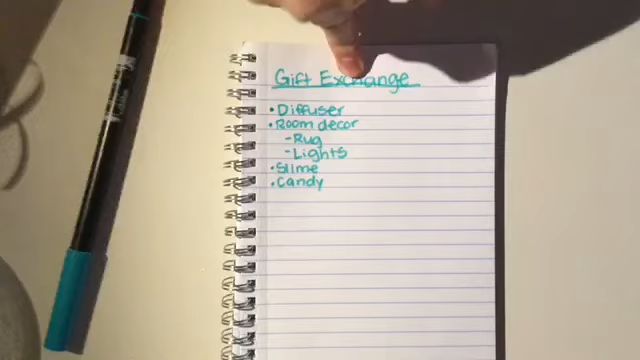 Gift Exchange
• Diffuser
• Room decor
- Rug
- Lights
• Slime
• Candy